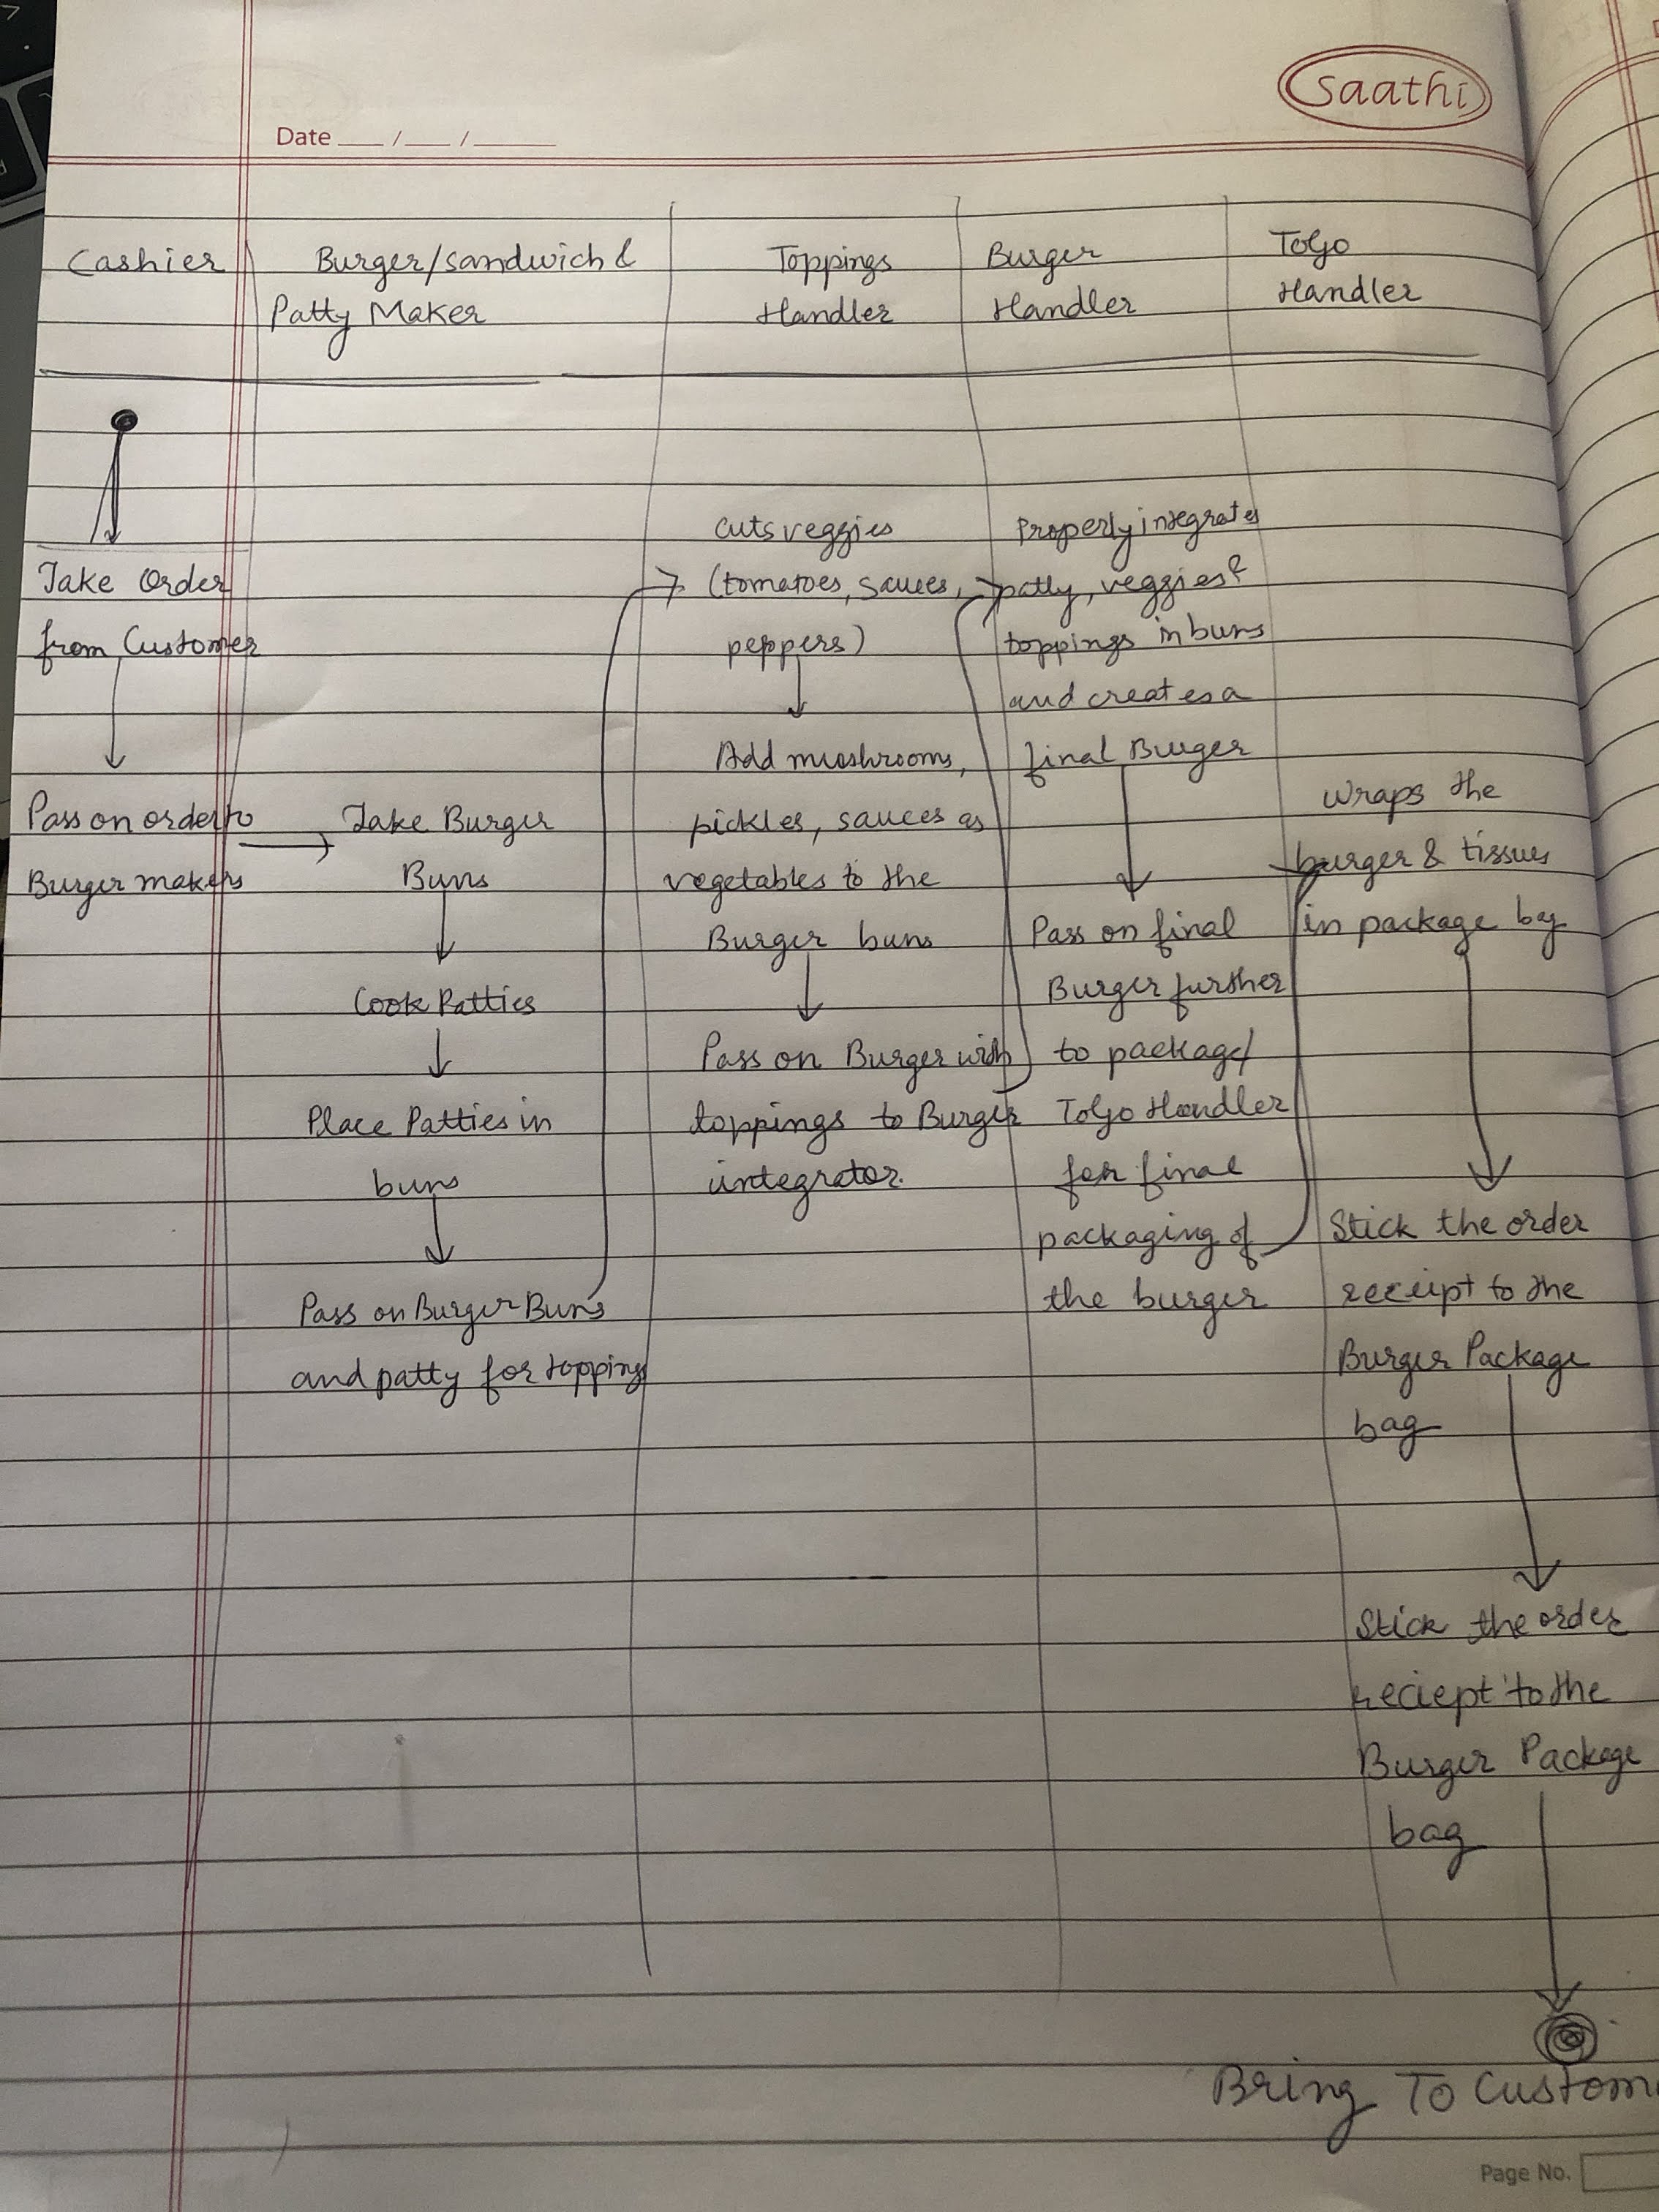 saathi
Date ___/___/_____
Cashier
Burger/sandwich &
Patty Maker
Toppings
Handler
Burger
Handler
ToGo
Handler
Take Order
from Customer
Pass on order to
Burger makers
Take Burger
Buns
Cook Patties
Place Patties in
buns
Pass on Burger Buns
and patty for topping
cuts veggies
(tomatoes, sauces,
peppers)
Add mushrooms,
pickles, sauces as
vegetables to the
Burger buns
Pass on Burger with
toppings to Burger
integrator.
Properly integrates
patty, veggies &
toppings in buns
and creates a
final Burger
Pass on final
Burger further
to package/
ToGo Handler
for final
packaging of
the burger
Wraps the
burger & tissues
in package bag
Stick the order
receipt to the
Burger Package
bag
Stick the order
reciept to the
Burger Package
bag
Bring To Custom
Page No.